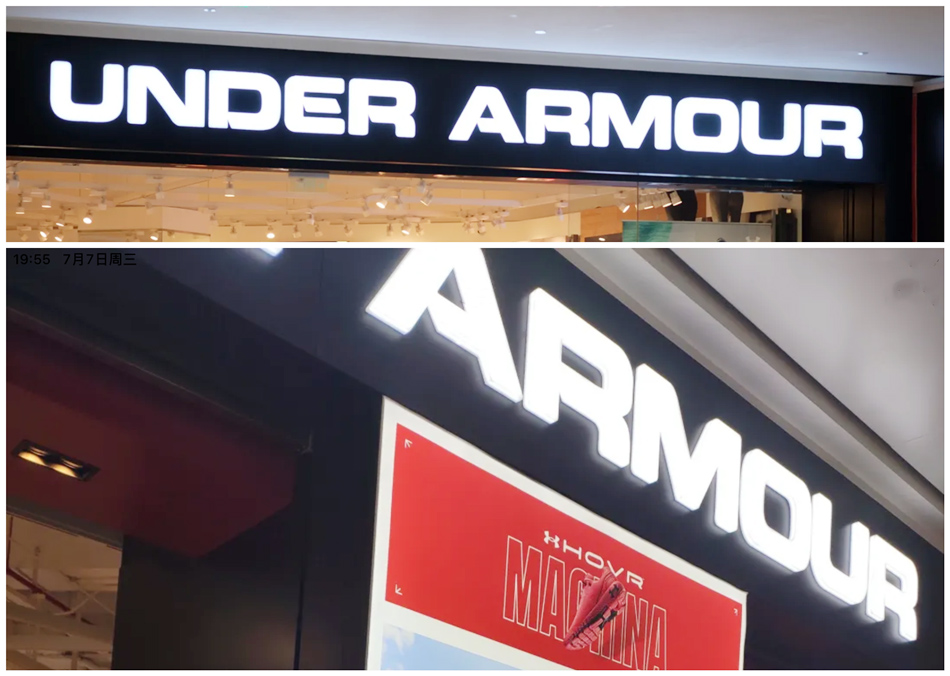 UNDER ARMOUR
19:55 7月7日周三
ARMOUR
HOVR
MACHINA